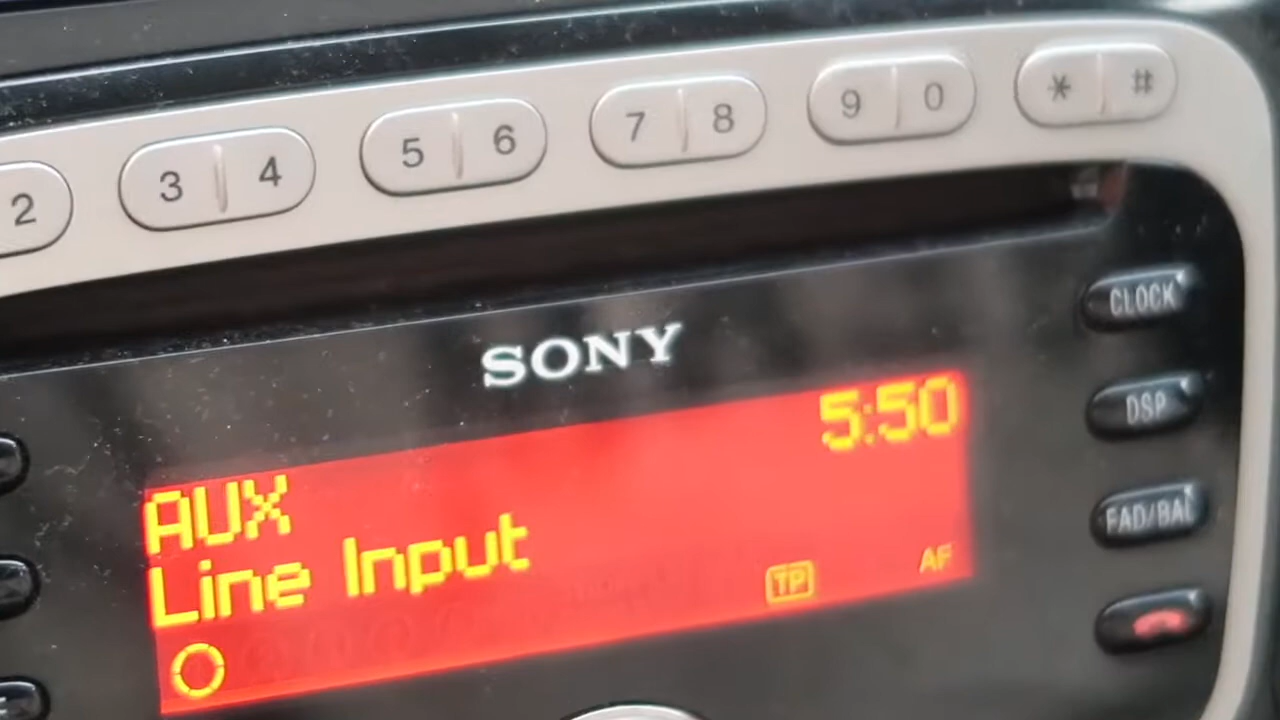 2 3 4 5 6 7 8 9 0 * #
SONY
CLOCK
5:50
DSP
AUX
Line Input
FAD/BAL
TP AF